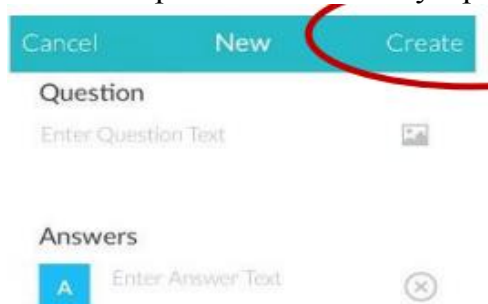 Cancel New Create
Question
Enter Question Text
Answers
A Enter Answer Text